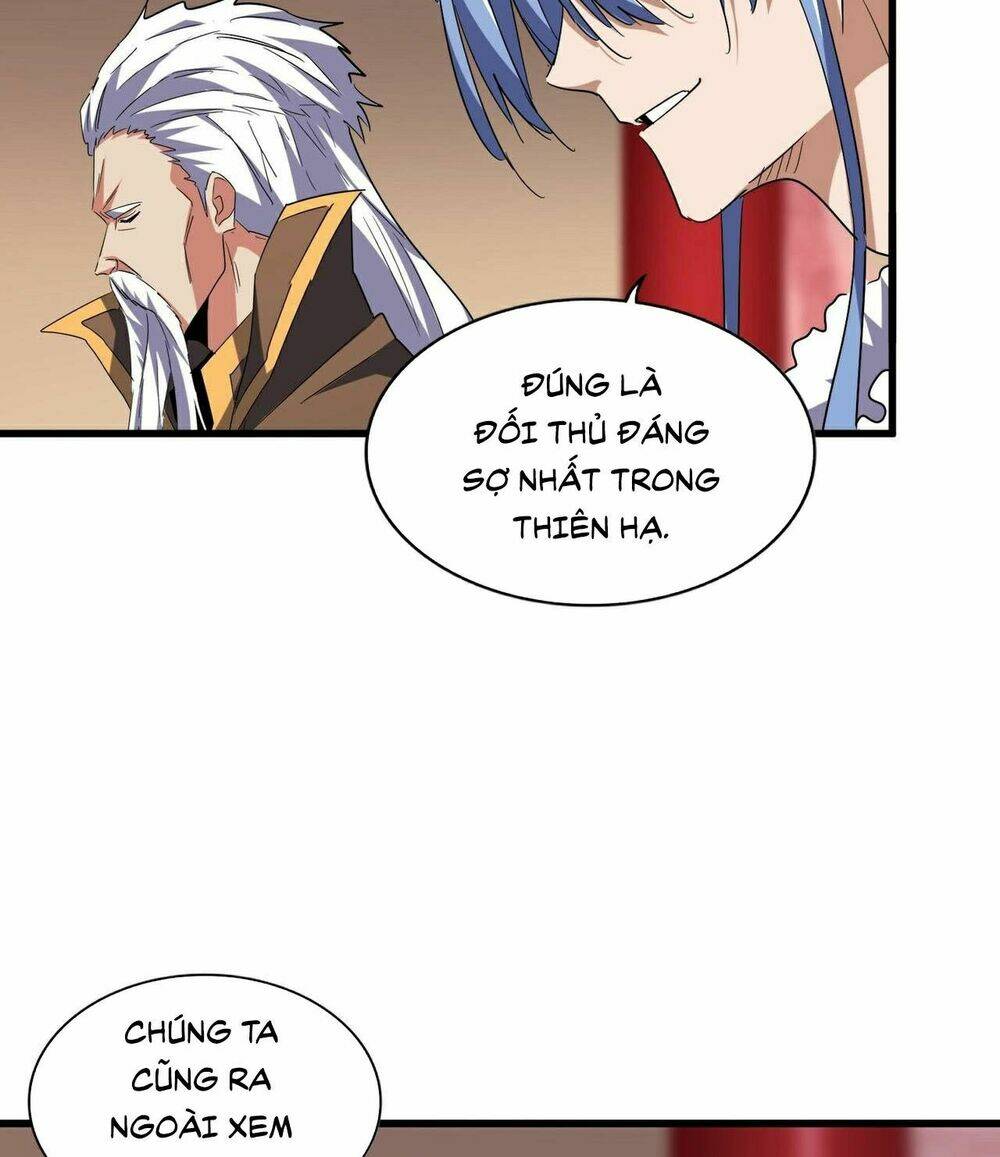 ĐÚNG LÀ
ĐỐI THỦ ĐÁNG
SỢ NHẤT TRONG
THIÊN HẠ.
CHÚNG TA
CŨNG RA
NGOÀI XEM